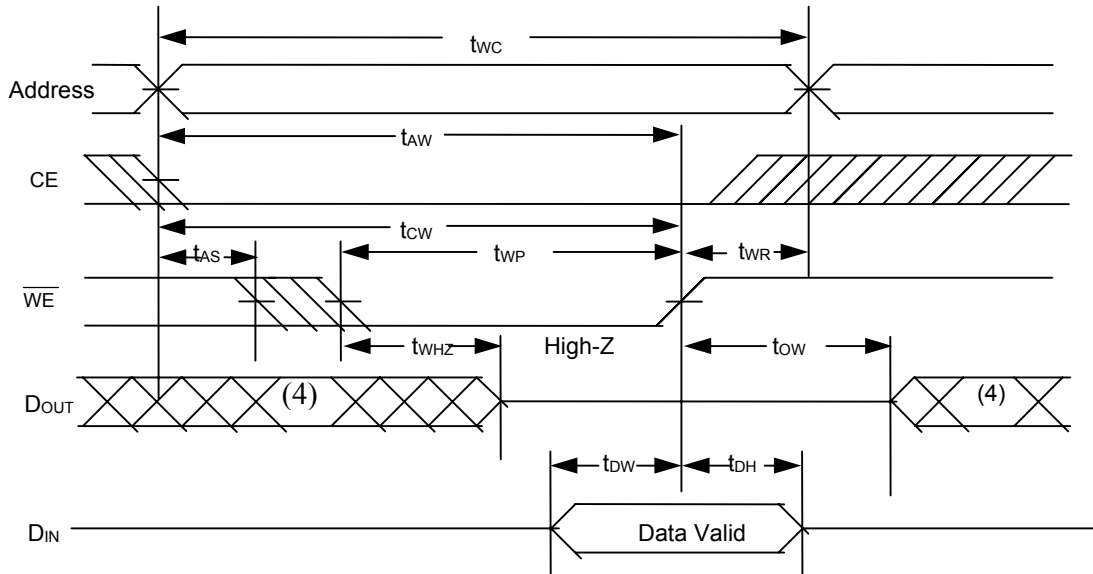 tWC
Address
tAW
CE
tCW
tAS
tWP
tWR
WE
tWHZ
High-Z
tOW
DOUT
(4)
(4)
tDW
tDH
DIN
Data Valid